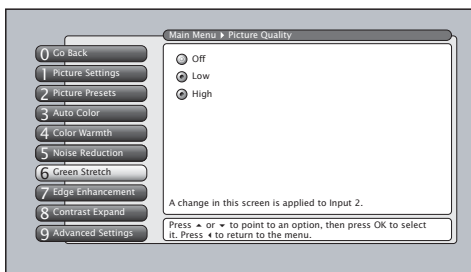 Main Menu ▸ Picture Quality
0 Go Back
1 Picture Settings
2 Picture Presets
3 Auto Color
4 Color Warmth
5 Noise Reduction
6 Green Stretch
7 Edge Enhancement
8 Contrast Expand
9 Advanced Settings
Off
Low
High
A change in this screen is applied to Input 2.
Press ▴ or ▾ to point to an option, then press OK to select
it. Press ◂ to return to the menu.